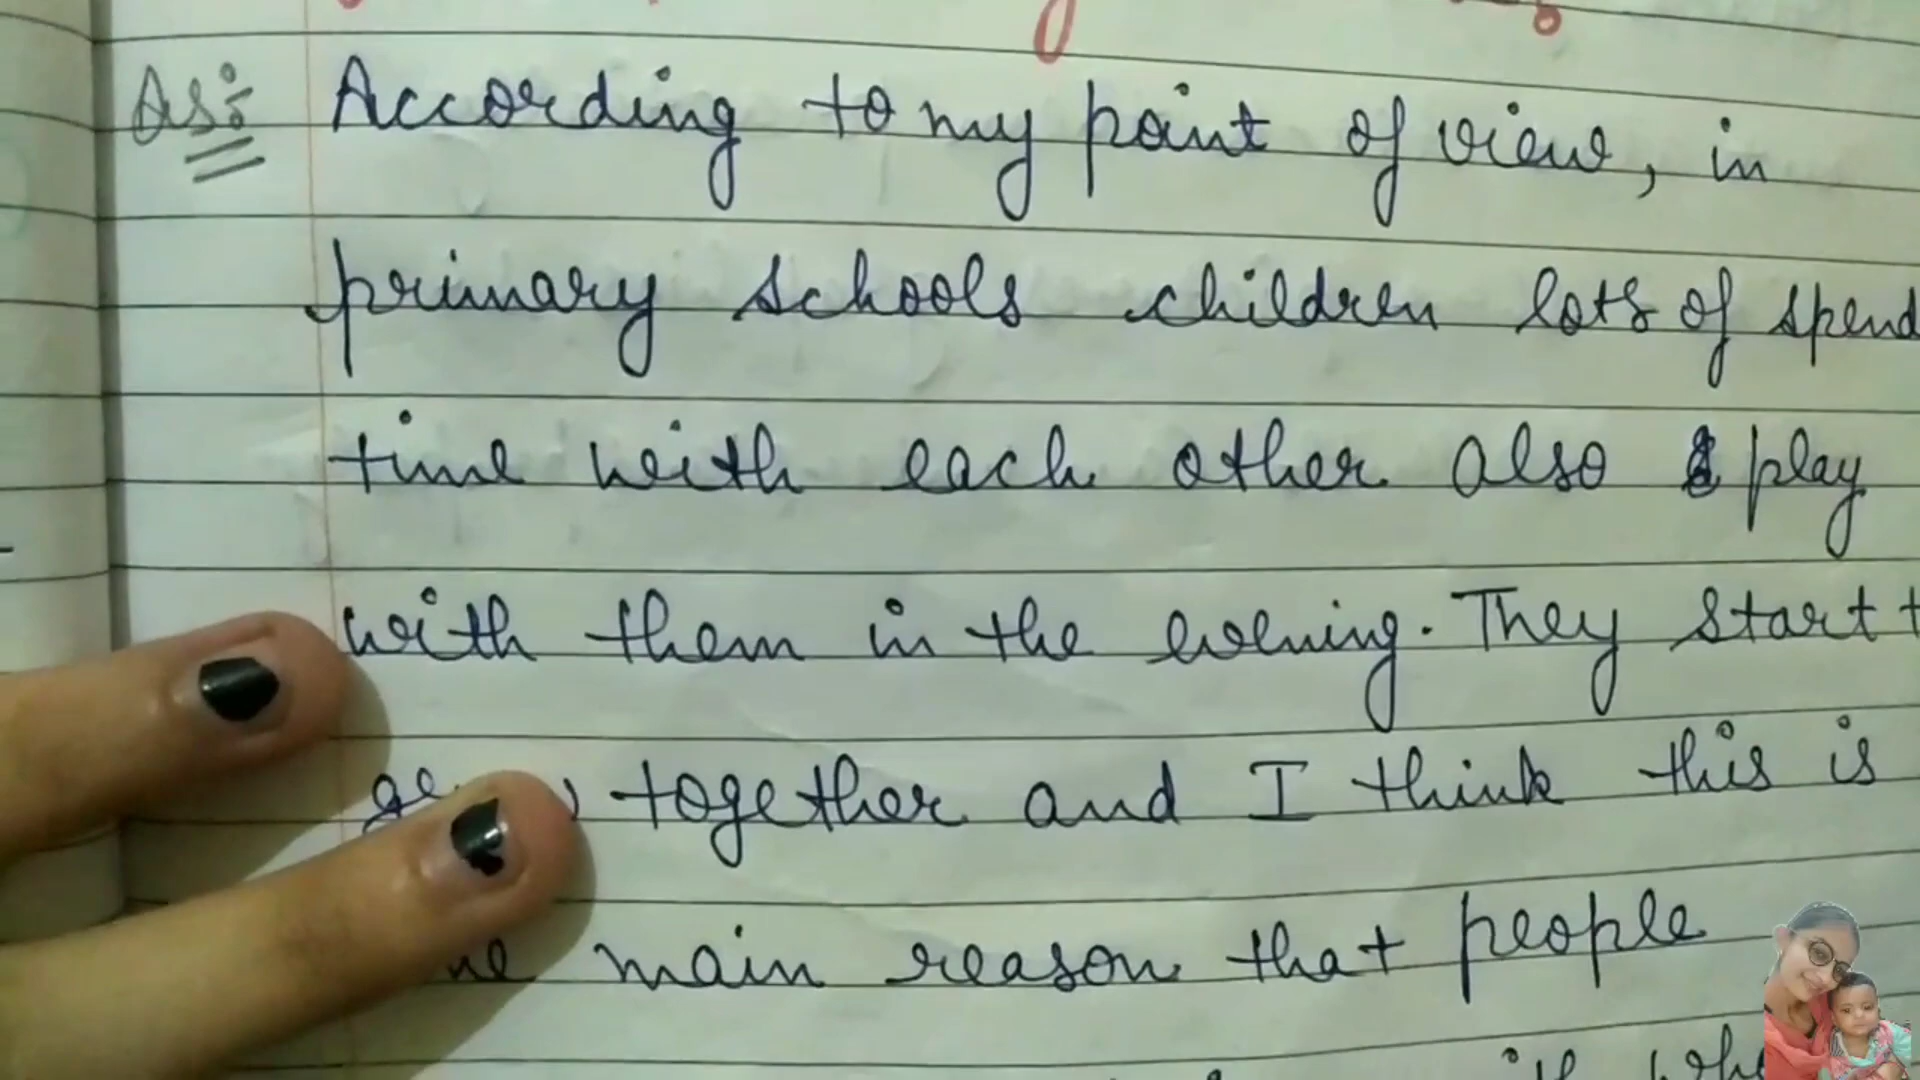 As:- According to my point of view, in
primary schools children lots of spend
time with each other also play
with them in the evening. They start
together and I think this is
main reason that people